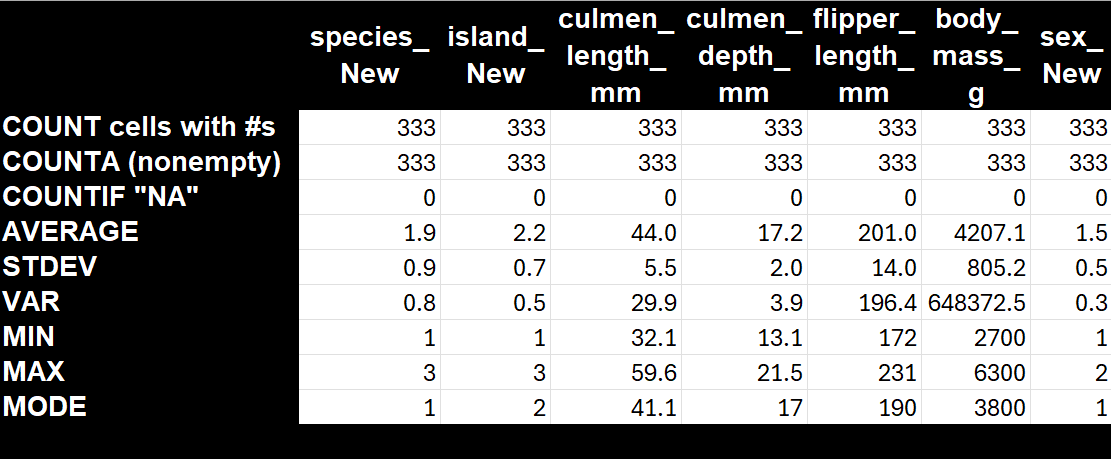 species_New island_New culmen_length_mm culmen_depth_mm flipper_length_mm body_mass_g sex_New
COUNT cells with #s 333 333 333 333 333 333 333
COUNTA (nonempty) 333 333 333 333 333 333 333
COUNTIF "NA" 0 0 0 0 0 0 0
AVERAGE 1.9 2.2 44.0 17.2 201.0 4207.1 1.5
STDEV 0.9 0.7 5.5 2.0 14.0 805.2 0.5
VAR 0.8 0.5 29.9 3.9 196.4 648372.5 0.3
MIN 1 1 32.1 13.1 172 2700 1
MAX 3 3 59.6 21.5 231 6300 2
MODE 1 2 41.1 17 190 3800 1